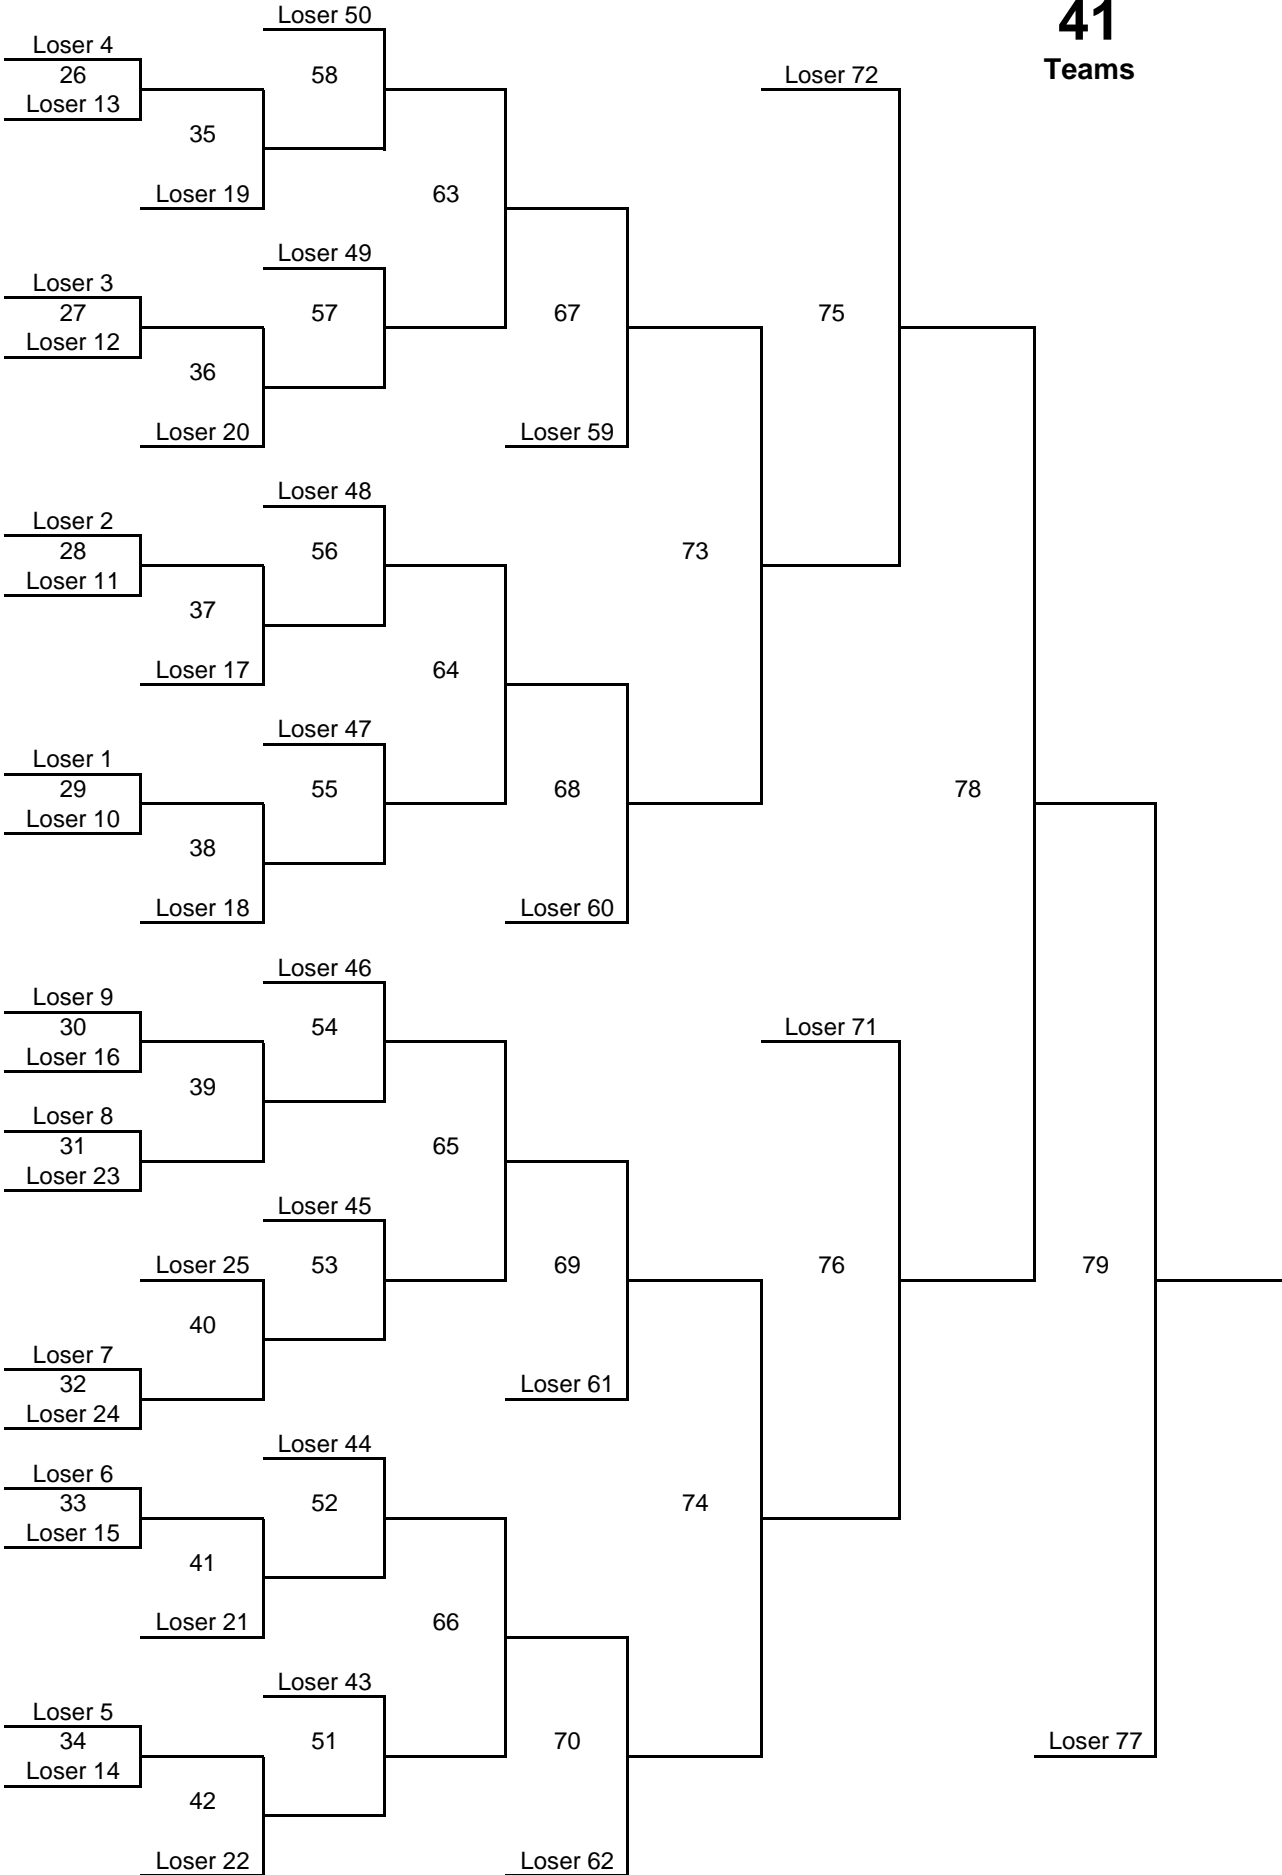 Loser 50
41
Loser 4
26
58
Teams
Loser 72
Loser 13
35
Loser 19
63
Loser 49
Loser 3
27
57
67
75
Loser 12
36
Loser 20
Loser 59
Loser 48
Loser 2
28
56
73
Loser 11
37
Loser 17
64
Loser 47
Loser 1
29
55
68
78
Loser 10
38
Loser 18
Loser 60
Loser 46
Loser 9
30
54
Loser 71
Loser 16
39
Loser 8
31
65
Loser 23
Loser 45
Loser 25
53
69
76
79
40
Loser 7
32
Loser 61
Loser 24
Loser 44
Loser 6
33
52
74
Loser 15
41
Loser 21
66
Loser 43
Loser 5
34
51
70
Loser 77
Loser 14
42
Loser 22
Loser 62